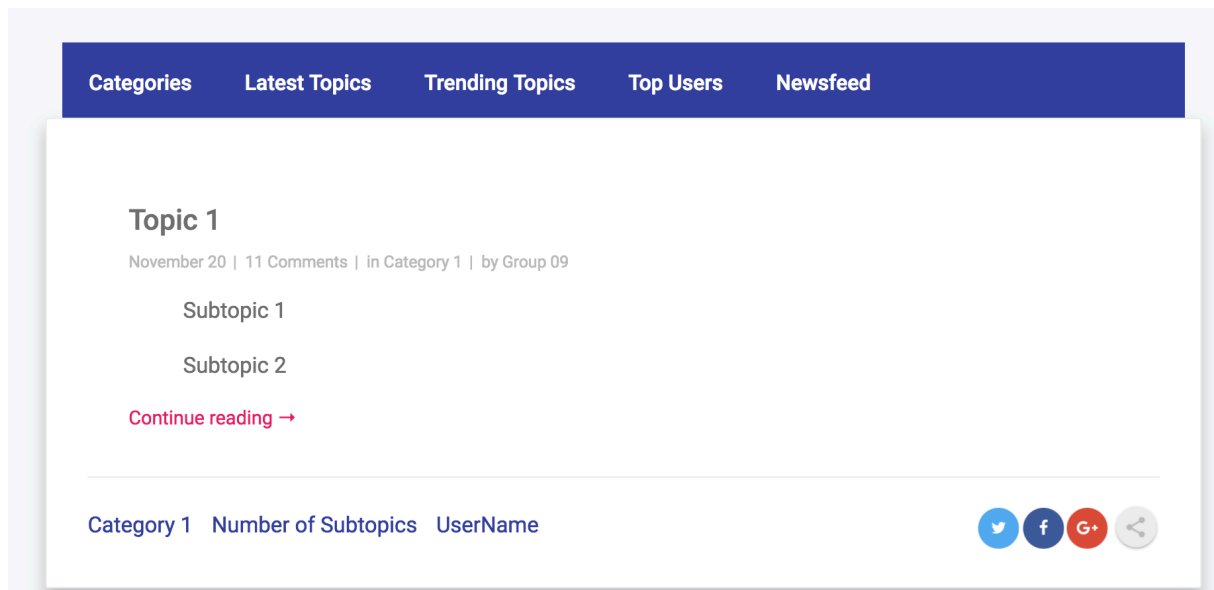 Categories Latest Topics Trending Topics Top Users Newsfeed
Topic 1
November 20 | 11 Comments | in Category 1 | by Group 09
Subtopic 1
Subtopic 2
Continue reading →
Category 1 Number of Subtopics UserName f G+